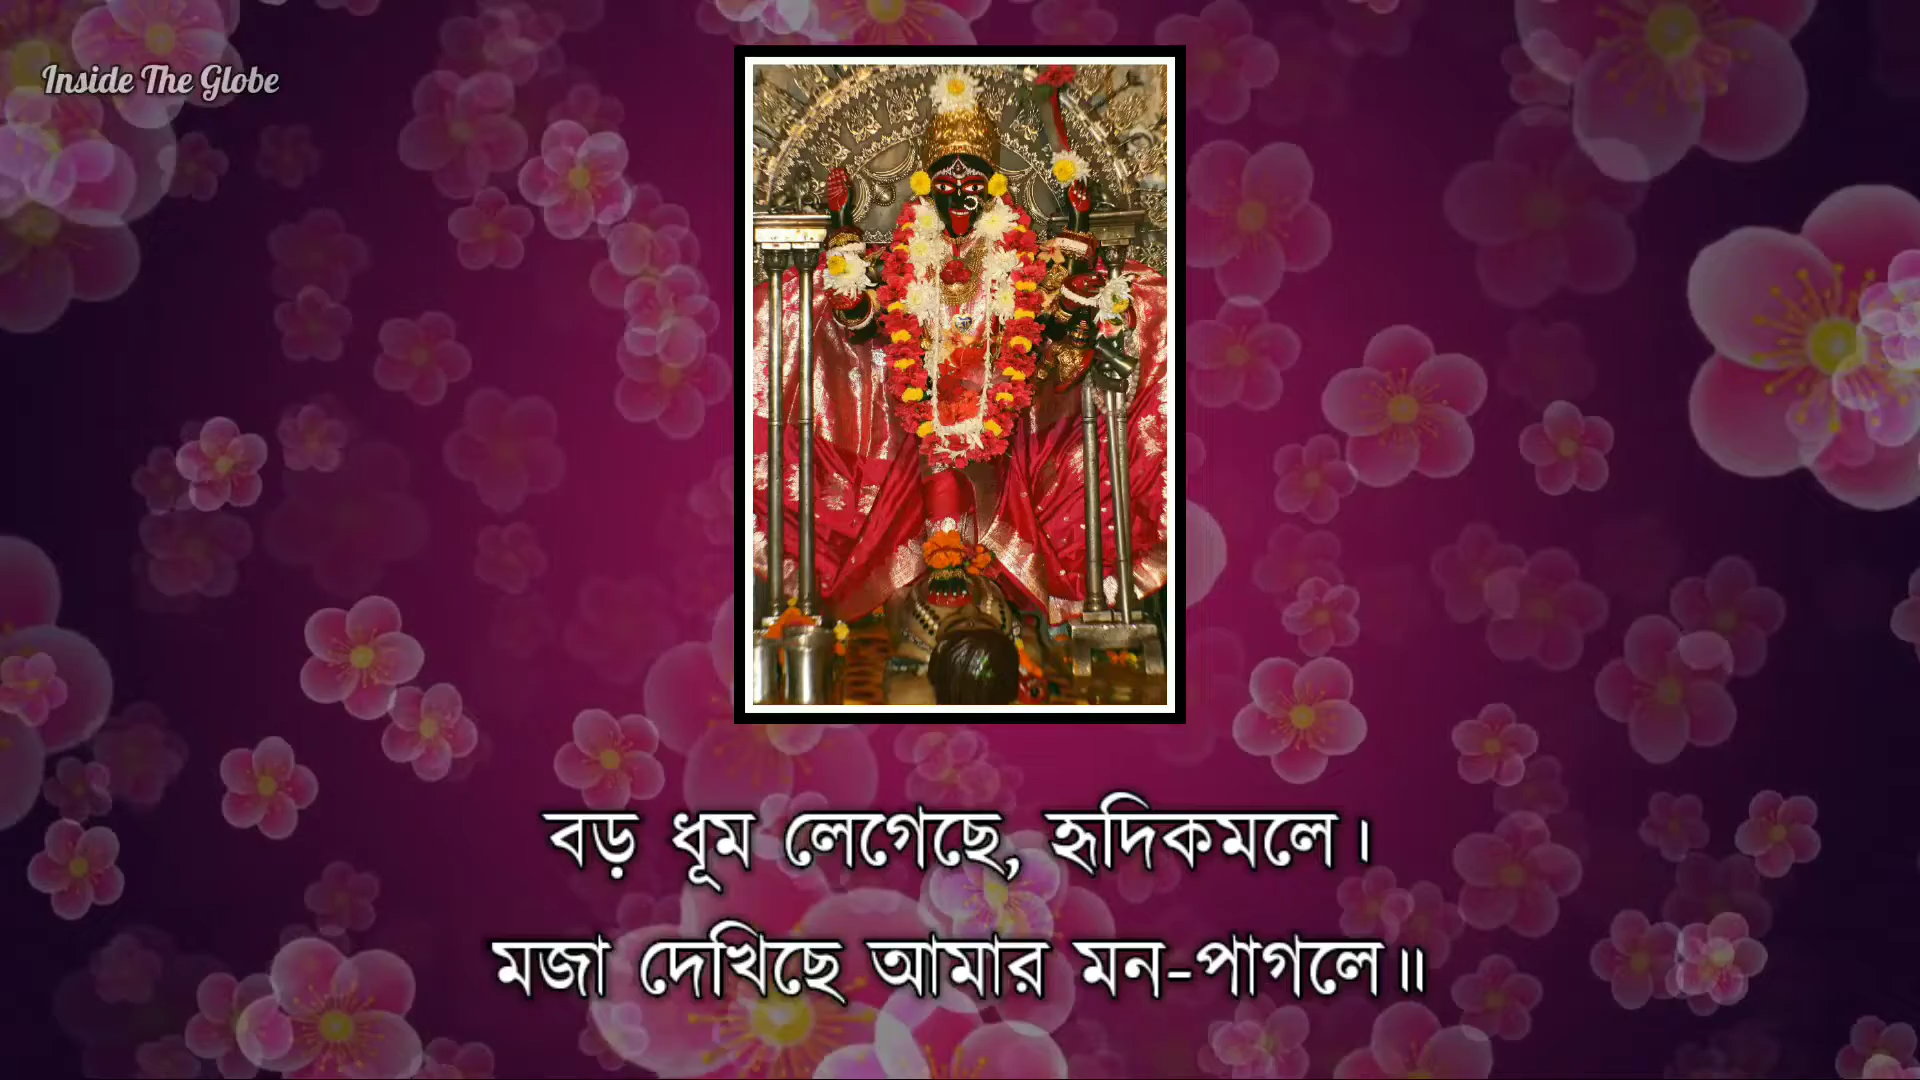 Inside The Globe
বড় ধূম লেগেছে, হৃদিকমলে।
মজা দেখিছে আমার মন-পাগলে॥